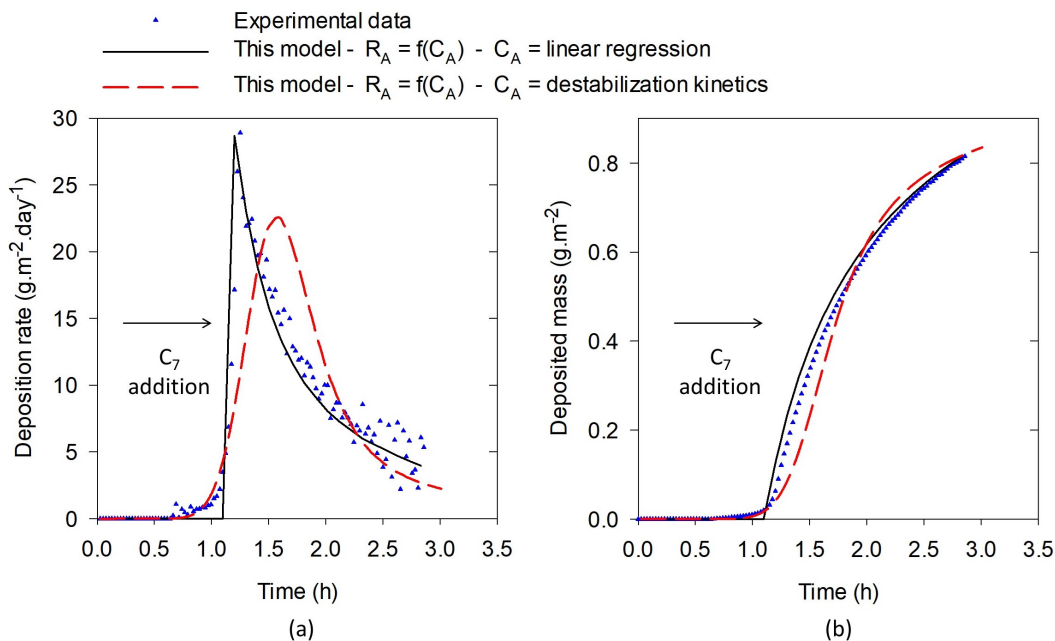 Experimental data
This model - R_A = f(C_A) - C_A = linear regression
This model - R_A = f(C_A) - C_A = destabilization kinetics
Deposition rate (g.m⁻².day⁻¹)
30
25
20
15
10
5
0
C₇
addition
0.0 0.5 1.0 1.5 2.0 2.5 3.0 3.5
Time (h)
(a)
Deposited mass (g.m⁻²)
0.8
0.6
0.4
0.2
0.0
C₇
addition
0.0 0.5 1.0 1.5 2.0 2.5 3.0 3.5
Time (h)
(b)